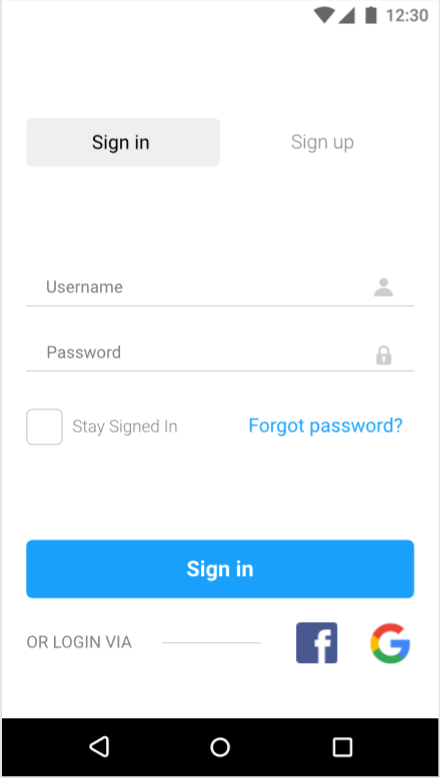 12:30
Sign in Sign up
Username
Password
Stay Signed In Forgot password?
Sign in
OR LOGIN VIA f G